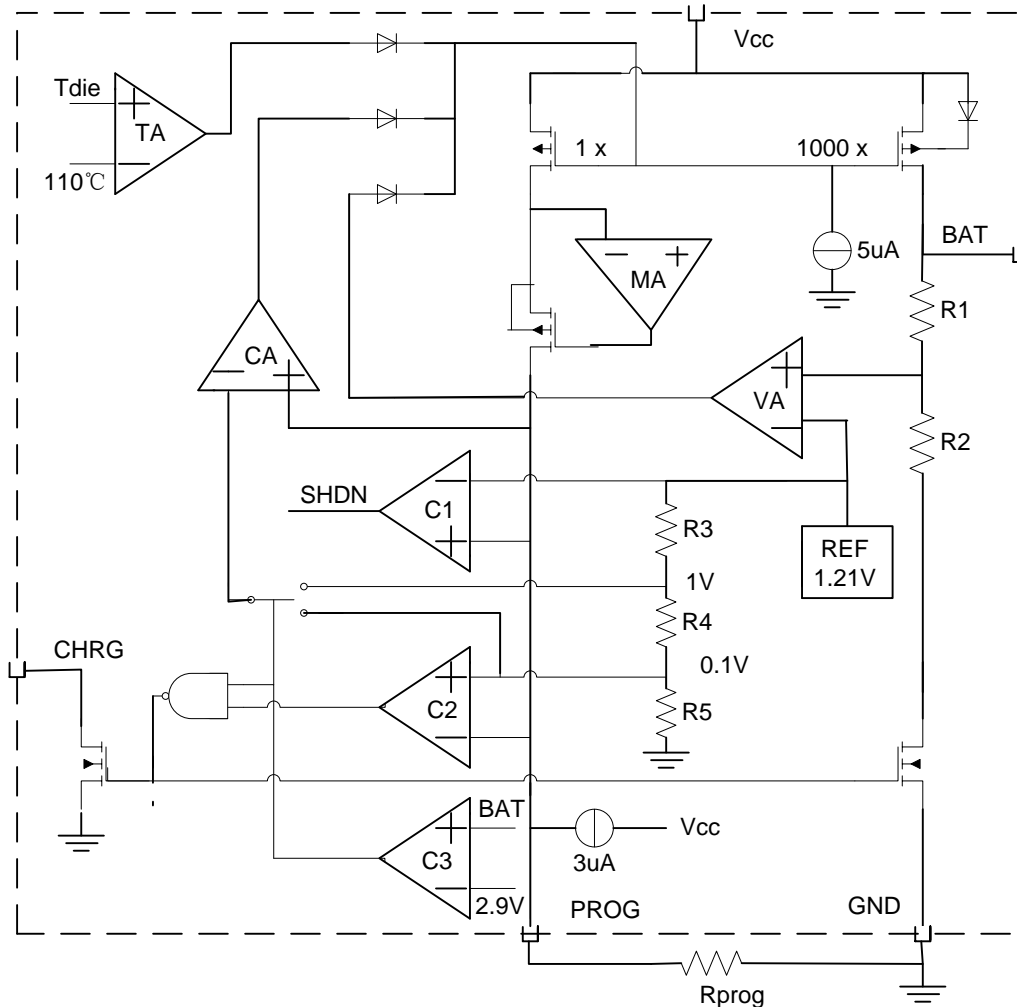 Vcc
Tdie
+
TA
−
110℃
1 x
1000 x
− +
MA
5uA
BAT
R1
CA
− +
+
VA
−
R2
SHDN
−
C1
+
R3
REF
1.21V
1V
R4
CHRG
0.1V
+
C2
−
R5
BAT
+
C3
−
2.9V
3uA
Vcc
PROG
GND
Rprog